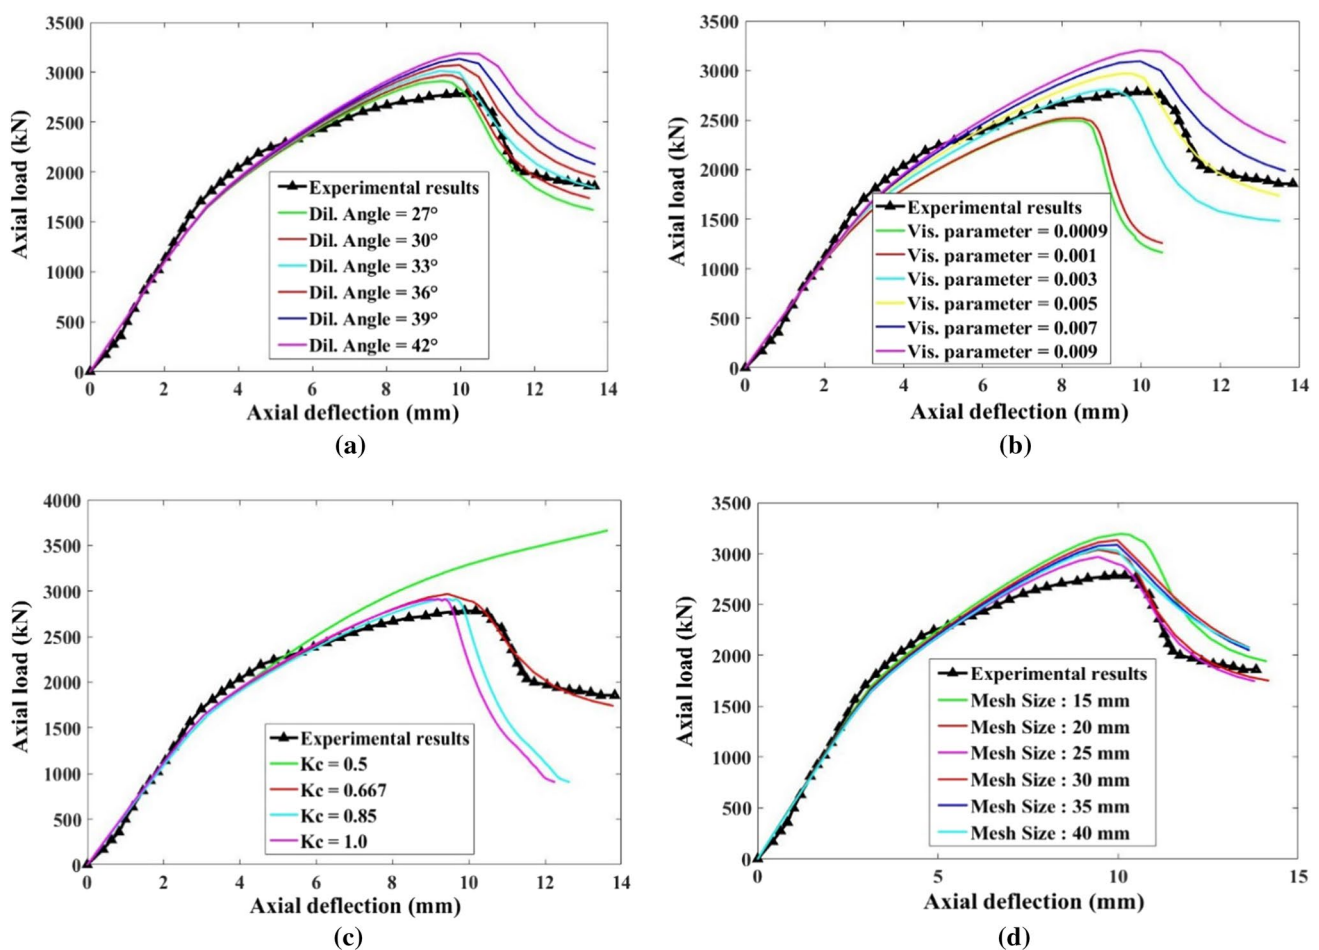 3500
3000
2500
2000
1500
1000
500
0
Axial load (kN)
Experimental results
Dil. Angle = 27°
Dil. Angle = 30°
Dil. Angle = 33°
Dil. Angle = 36°
Dil. Angle = 39°
Dil. Angle = 42°
0 2 4 6 8 10 12 14
Axial deflection (mm)
(a)
3500
3000
2500
2000
1500
1000
500
0
Axial load (kN)
Experimental results
Vis. parameter = 0.0009
Vis. parameter = 0.001
Vis. parameter = 0.003
Vis. parameter = 0.005
Vis. parameter = 0.007
Vis. parameter = 0.009
0 2 4 6 8 10 12 14
Axial deflection (mm)
(b)
4000
3500
3000
2500
2000
1500
1000
500
0
Axial load (kN)
Experimental results
Kc = 0.5
Kc = 0.667
Kc = 0.85
Kc = 1.0
0 2 4 6 8 10 12 14
Axial deflection (mm)
(c)
3500
3000
2500
2000
1500
1000
500
0
Axial load (kN)
Experimental results
Mesh Size : 15 mm
Mesh Size : 20 mm
Mesh Size : 25 mm
Mesh Size : 30 mm
Mesh Size : 35 mm
Mesh Size : 40 mm
0 5 10 15
Axial deflection (mm)
(d)